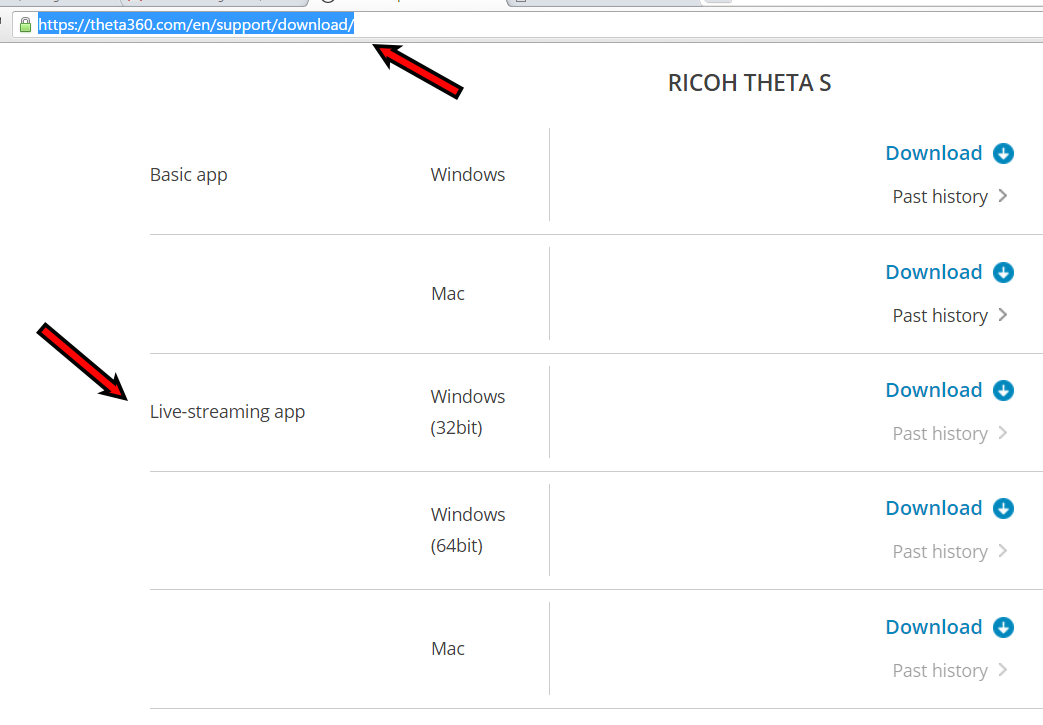 https://theta360.com/en/support/download/
RICOH THETA S
Basic app
Windows
Download
Past history
Mac
Download
Past history
Live-streaming app
Windows
(32bit)
Download
Past history
Windows
(64bit)
Download
Past history
Mac
Download
Past history